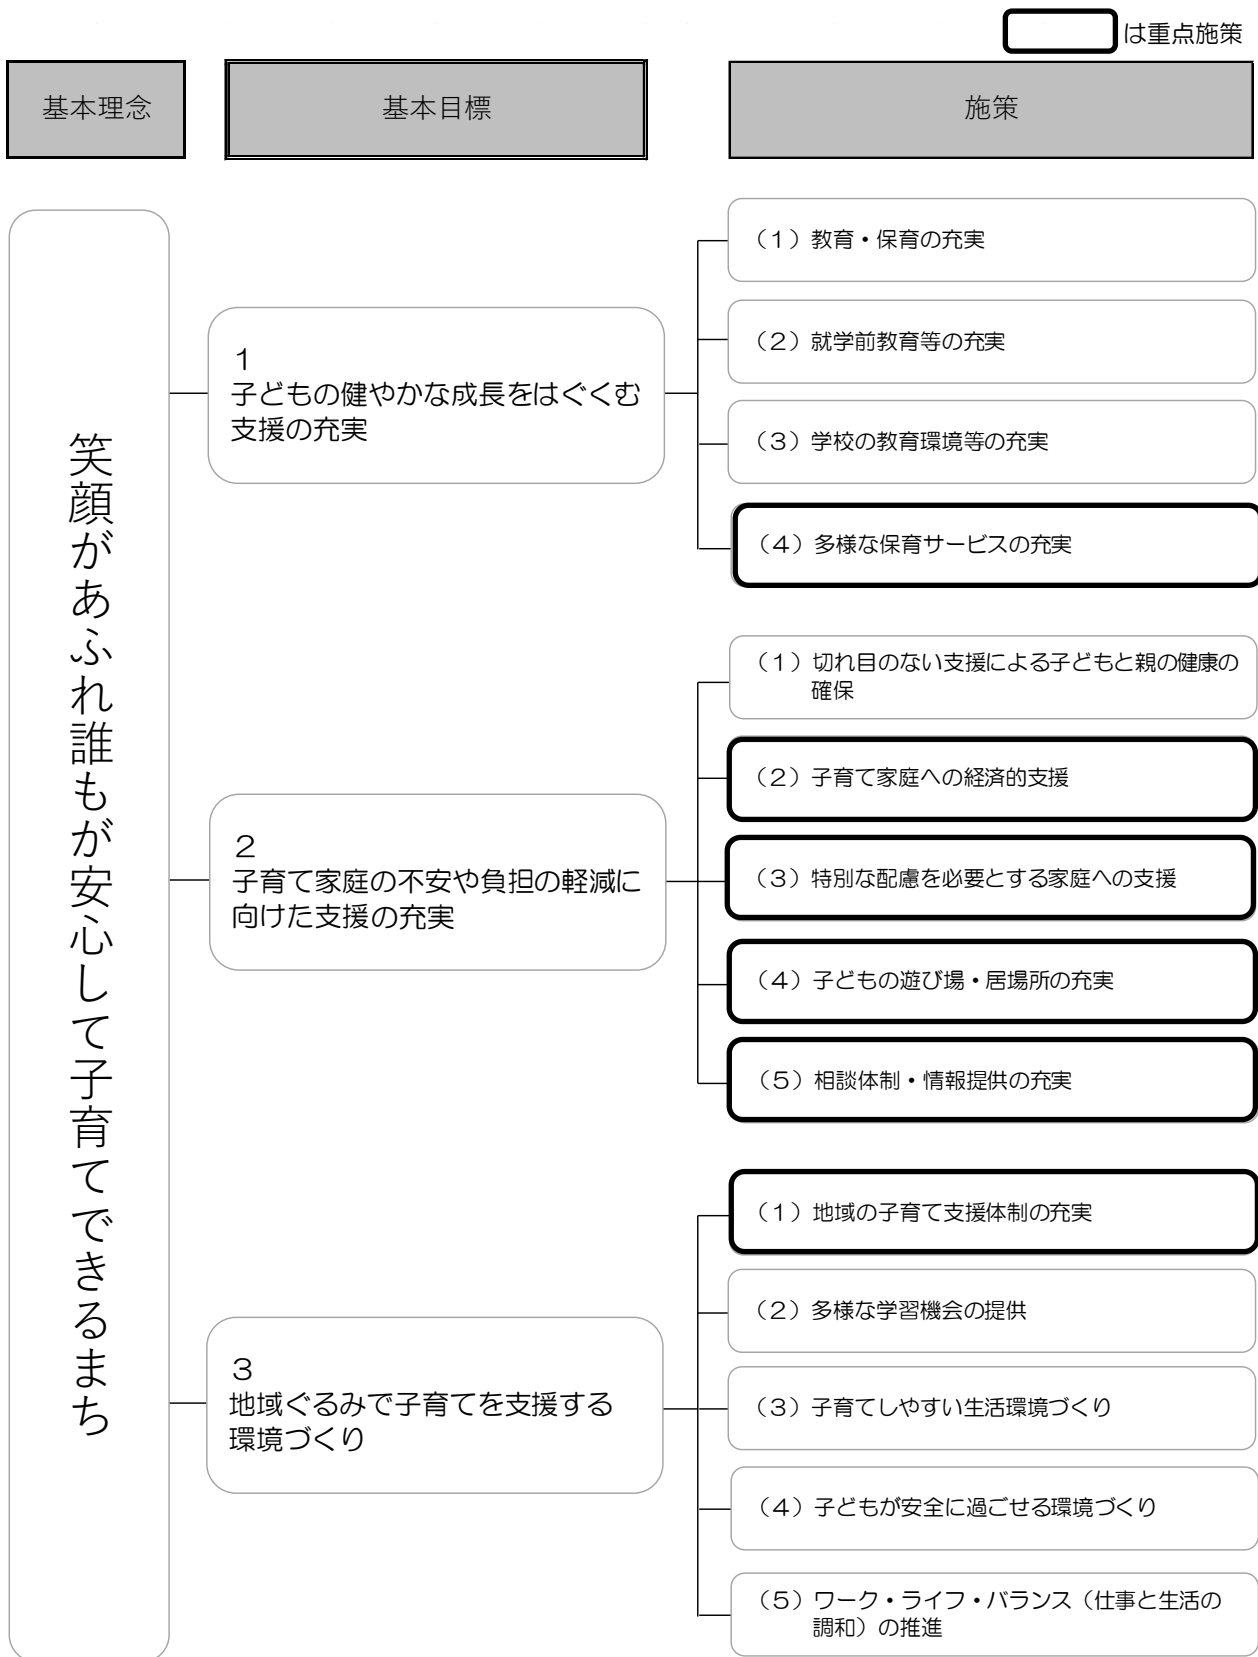 は重点施策
基本理念
基本目標
施策
笑顔があふれ誰もが安心して子育てできるまち
1
子どもの健やかな成長をはぐくむ
支援の充実
（1）教育・保育の充実
（2）就学前教育等の充実
（3）学校の教育環境等の充実
（4）多様な保育サービスの充実
2
子育て家庭の不安や負担の軽減に
向けた支援の充実
（1）切れ目のない支援による子どもと親の健康の
確保
（2）子育て家庭への経済的支援
（3）特別な配慮を必要とする家庭への支援
（4）子どもの遊び場・居場所の充実
（5）相談体制・情報提供の充実
3
地域ぐるみで子育てを支援する
環境づくり
（1）地域の子育て支援体制の充実
（2）多様な学習機会の提供
（3）子育てしやすい生活環境づくり
（4）子どもが安全に過ごせる環境づくり
（5）ワーク・ライフ・バランス（仕事と生活の
調和）の推進